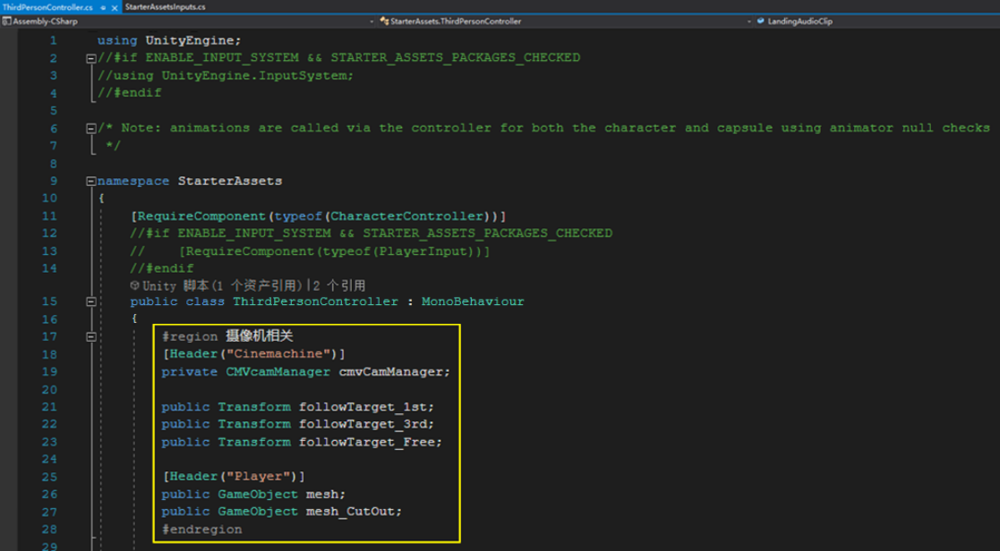 ThirdPersonController.cs
StarterAssetsInputs.cs
Assembly-CSharp
StarterAssets.ThirdPersonController
LandingAudioClip
1 using UnityEngine;
2 //#if ENABLE_INPUT_SYSTEM && STARTER_ASSETS_PACKAGES_CHECKED
3 //using UnityEngine.InputSystem;
4 //#endif
5
6 /* Note: animations are called via the controller for both the character and capsule using animator null checks
7 */
8
9 namespace StarterAssets
10 {
11 [RequireComponent(typeof(CharacterController))]
12 //#if ENABLE_INPUT_SYSTEM && STARTER_ASSETS_PACKAGES_CHECKED
13 // [RequireComponent(typeof(PlayerInput))]
14 //#endif
Unity 脚本(1 个资产引用)|2 个引用
15 public class ThirdPersonController : MonoBehaviour
16 {
17 #region 摄像机相关
18 [Header("Cinemachine")]
19 private CMVcamManager cmvCamManager;
20
21 public Transform followTarget_1st;
22 public Transform followTarget_3rd;
23 public Transform followTarget_Free;
24
25 [Header("Player")]
26 public GameObject mesh;
27 public GameObject mesh_CutOut;
28 #endregion
29